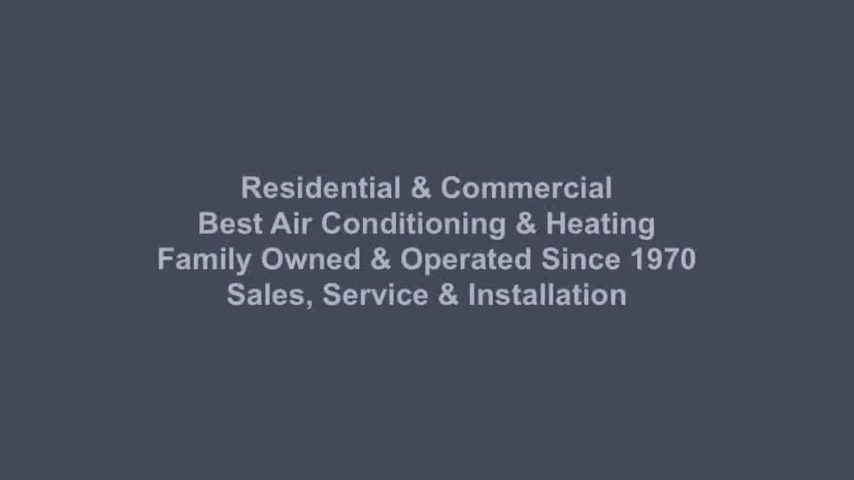 Residential & Commercial
Best Air Conditioning & Heating
Family Owned & Operated Since 1970
Sales, Service & Installation